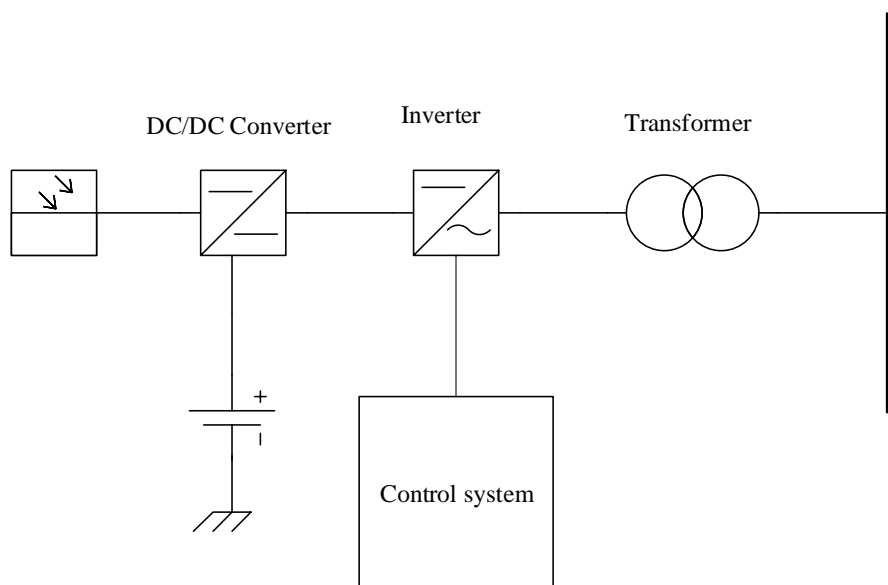 DC/DC Converter
Inverter
Transformer
+
−
Control system